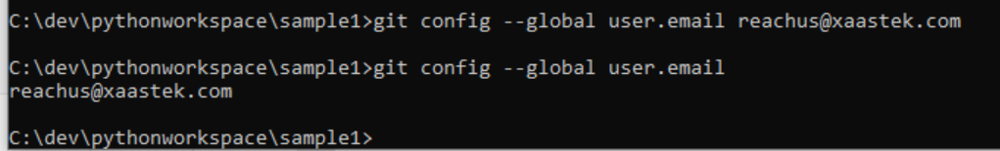 C:\dev\pythonworkspace\sample1>git config --global user.email reachus@xaastek.com
C:\dev\pythonworkspace\sample1>git config --global user.email
reachus@xaastek.com
C:\dev\pythonworkspace\sample1>